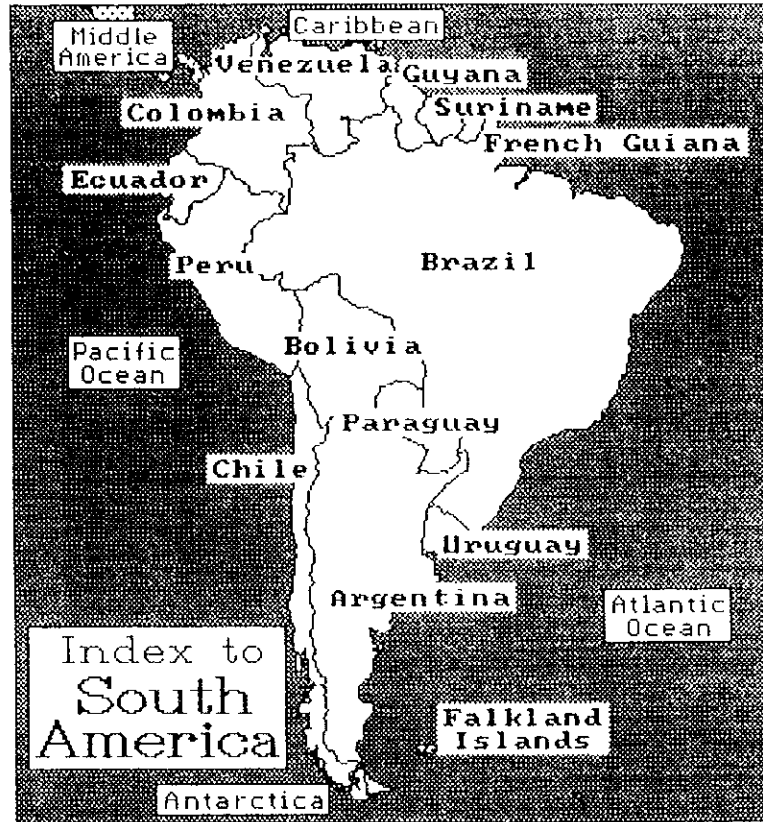 Middle
America
Caribbean
Venezuela
Guyana
Colombia
Suriname
French Guiana
Ecuador
Peru
Brazil
Pacific
Ocean
Bolivia
Paraguay
Chile
Uruguay
Argentina
Atlantic
Ocean
Index to
South
America
Falkland
Islands
Antarctica